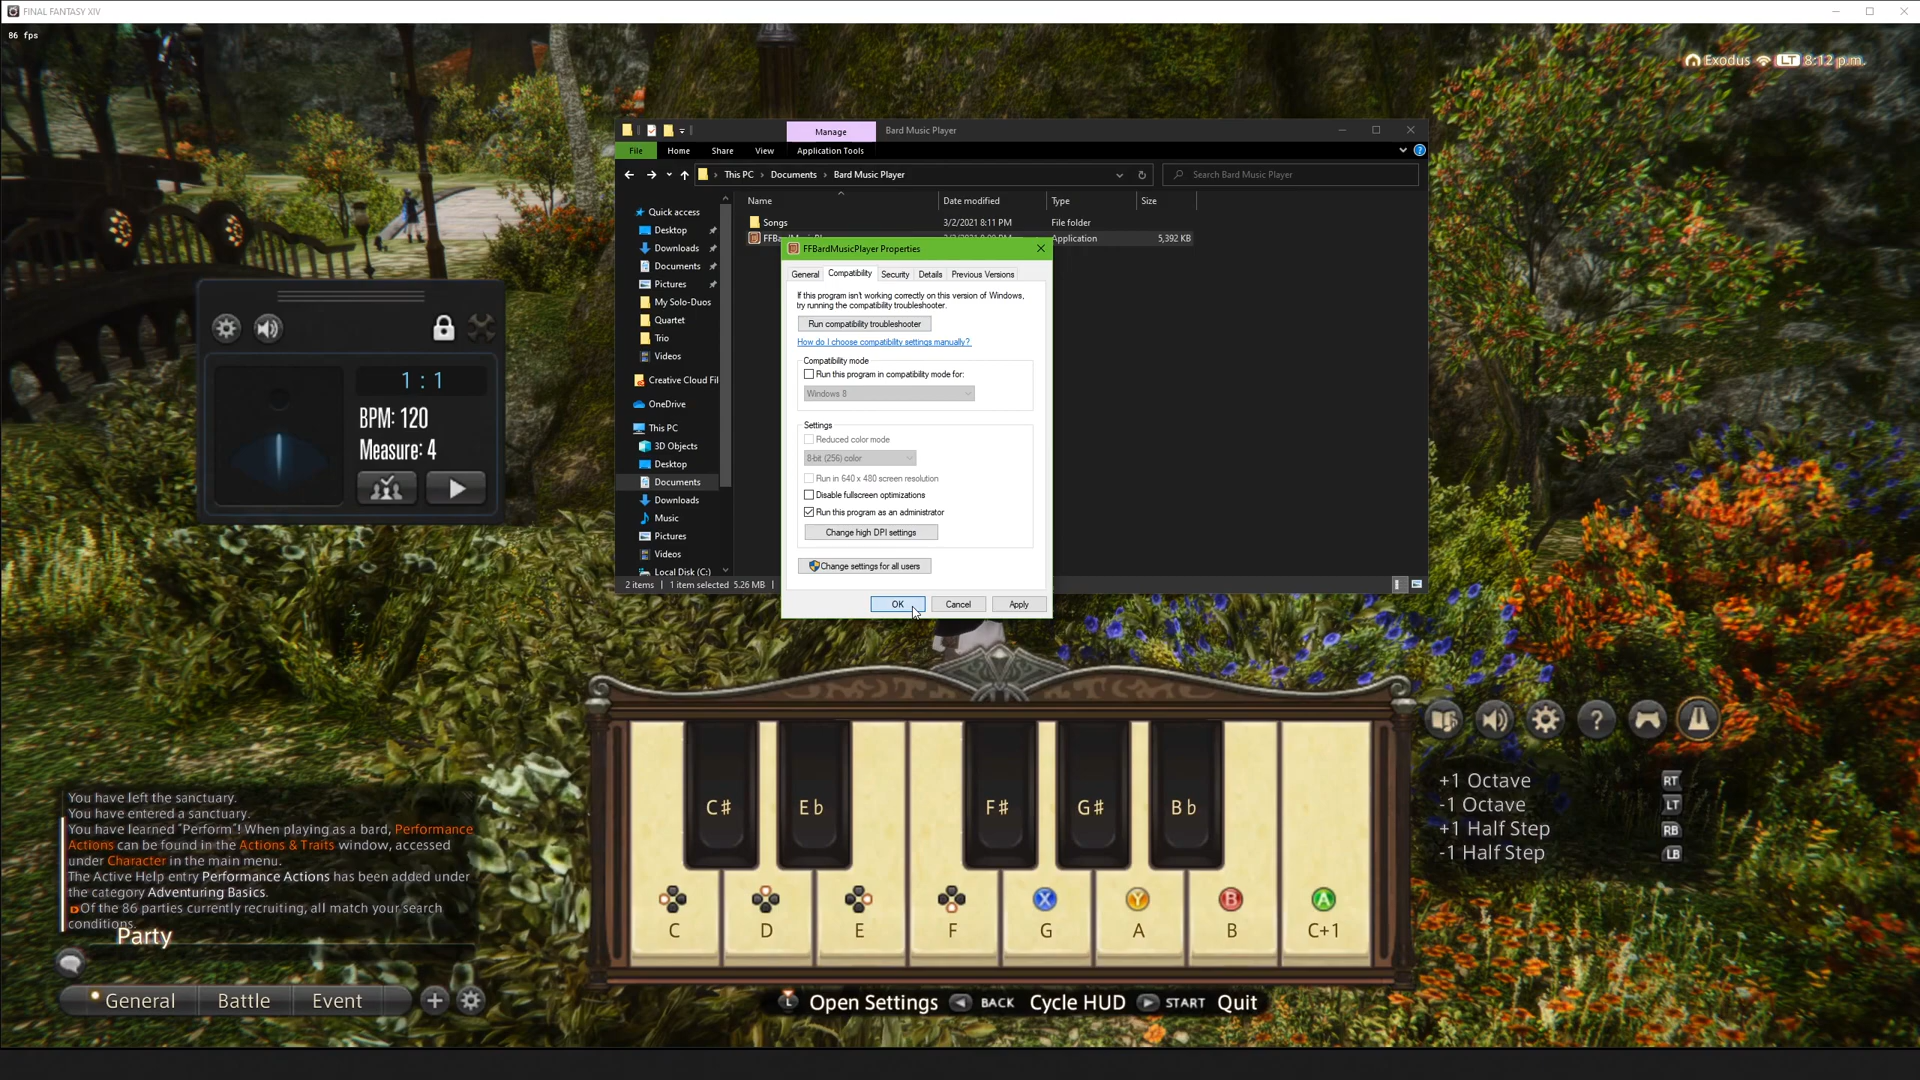 FINAL FANTASY XIV
86 fps
Exodus LT 8:12 p.m.
Manage
Bard Music Player
File
Home
Share
View
Application Tools
This PC
Documents
Bard Music Player
Search Bard Music Player
Name
Date modified
Type
Size
Songs
3/2/2021 8:11 PM
File folder
Application
5,392 KB
Quick access
Desktop
Downloads
Documents
Pictures
My Solo-Duos
Quartet
Trio
Videos
Creative Cloud Fil
OneDrive
This PC
3D Objects
Desktop
Documents
Downloads
Music
Pictures
Videos
Local Disk (C:)
2 items
1 item selected 5.26 MB
FFBardMusicPlayer Properties
General
Compatibility
Security
Details
Previous Versions
If this program isn't working correctly on this version of Windows,
try running the compatibility troubleshooter.
Run compatibility troubleshooter
How do I choose compatibility settings manually?
Compatibility mode
Run this program in compatibility mode for:
Windows 8
Settings
Reduced color mode
8-bit (256) color
Run in 640 x 480 screen resolution
Disable fullscreen optimizations
Run this program as an administrator
Change high DPI settings
Change settings for all users
OK
Cancel
Apply
1 : 1
BPM: 120
Measure: 4
C#
Eb
F#
G#
Bb
X
Y
B
A
C
D
E
F
G
A
B
C+1
+1 Octave RT
-1 Octave LT
+1 Half Step RB
-1 Half Step LB
You have left the sanctuary.
You have entered a sanctuary.
You have learned "Perform"! When playing as a bard, Performance
Actions can be found in the Actions & Traits window, accessed
under Character in the main menu.
The Active Help entry Performance Actions has been added under
the category Adventuring Basics.
Of the 86 parties currently recruiting, all match your search
conditions.
Party
General
Battle
Event
L Open Settings BACK Cycle HUD START Quit